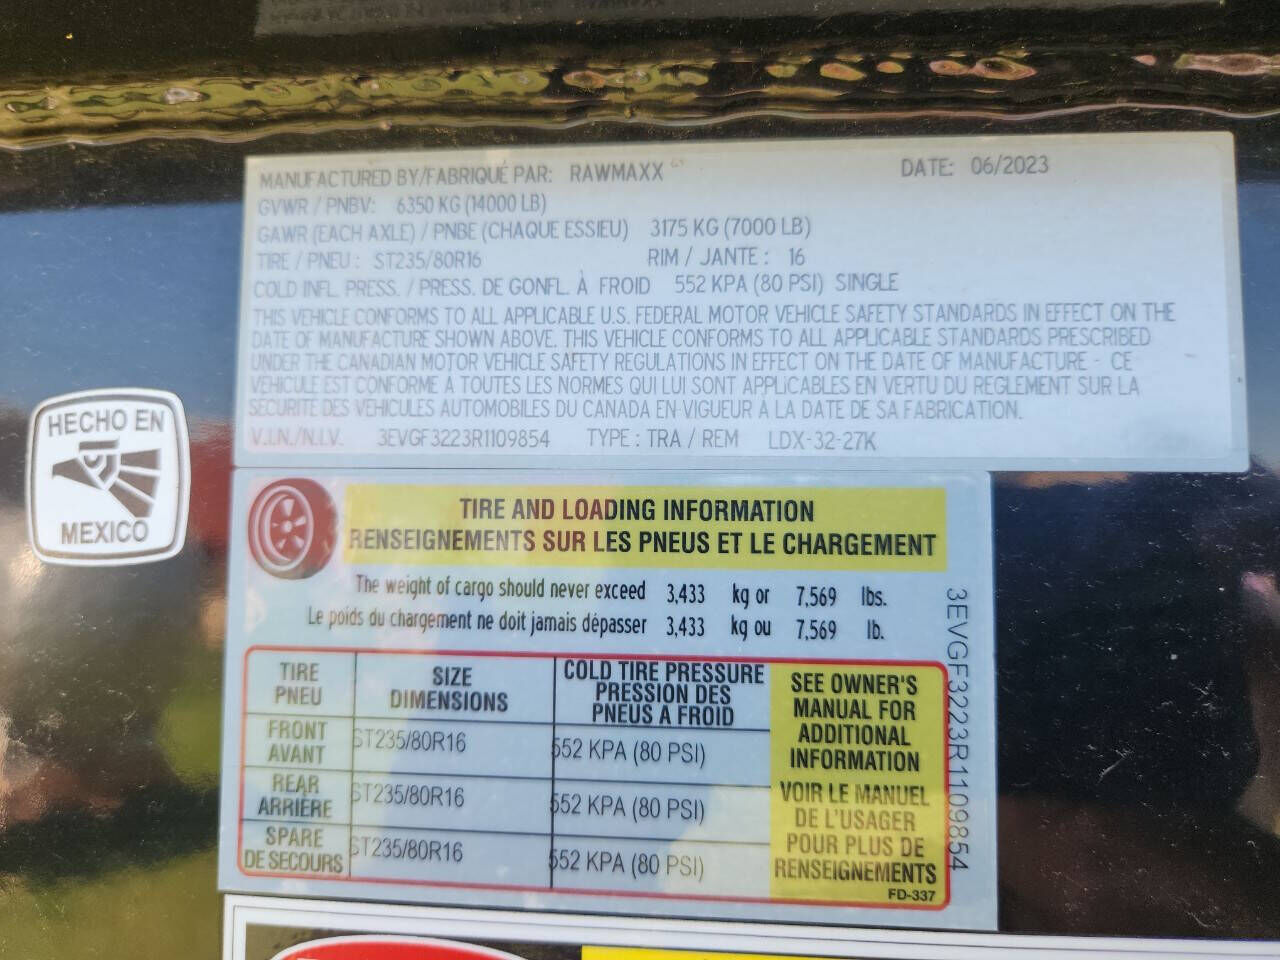 MANUFACTURED BY/FABRIQUÉ PAR: RAWMAXX DATE: 06/2023
GVWR / PNBV: 6350 KG (14000 LB)
GAWR (EACH AXLE) / PNBE (CHAQUE ESSIEU) 3175 KG (7000 LB)
TIRE / PNEU: ST235/80R16 RIM / JANTE: 16
COLD INFL. PRESS. / PRESS. DE GONFL. À FROID 552 KPA (80 PSI) SINGLE
THIS VEHICLE CONFORMS TO ALL APPLICABLE U.S. FEDERAL MOTOR VEHICLE SAFETY STANDARDS IN EFFECT ON THE
DATE OF MANUFACTURE SHOWN ABOVE. THIS VEHICLE CONFORMS TO ALL APPLICABLE STANDARDS PRESCRIBED
UNDER THE CANADIAN MOTOR VEHICLE SAFETY REGULATIONS IN EFFECT ON THE DATE OF MANUFACTURE - CE
VEHICULE EST CONFORME A TOUTES LES NORMES QUI LUI SONT APPLICABLES EN VERTU DU REGLEMENT SUR LA
SECURITE DES VEHICULES AUTOMOBILES DU CANADA EN VIGUEUR À LA DATE DE SA FABRICATION.
V.I.N./N.I.V. 3EVGF3223R1109854 TYPE: TRA / REM LDX-32-27K
HECHO EN
MEXICO
TIRE AND LOADING INFORMATION
RENSEIGNEMENTS SUR LES PNEUS ET LE CHARGEMENT
The weight of cargo should never exceed 3,433 kg or 7,569 lbs.
Le poids du chargement ne doit jamais dépasser 3,433 kg ou 7,569 lb.
TIRE
PNEU
SIZE
DIMENSIONS
COLD TIRE PRESSURE
PRESSION DES
PNEUS A FROID
FRONT
AVANT
ST235/80R16
552 KPA (80 PSI)
REAR
ARRIÈRE
ST235/80R16
552 KPA (80 PSI)
SPARE
DE SECOURS
ST235/80R16
552 KPA (80 PSI)
SEE OWNER'S
MANUAL FOR
ADDITIONAL
INFORMATION
VOIR LE MANUEL
DE L'USAGER
POUR PLUS DE
RENSEIGNEMENTS
FD-337
3EVGF3223R1109854